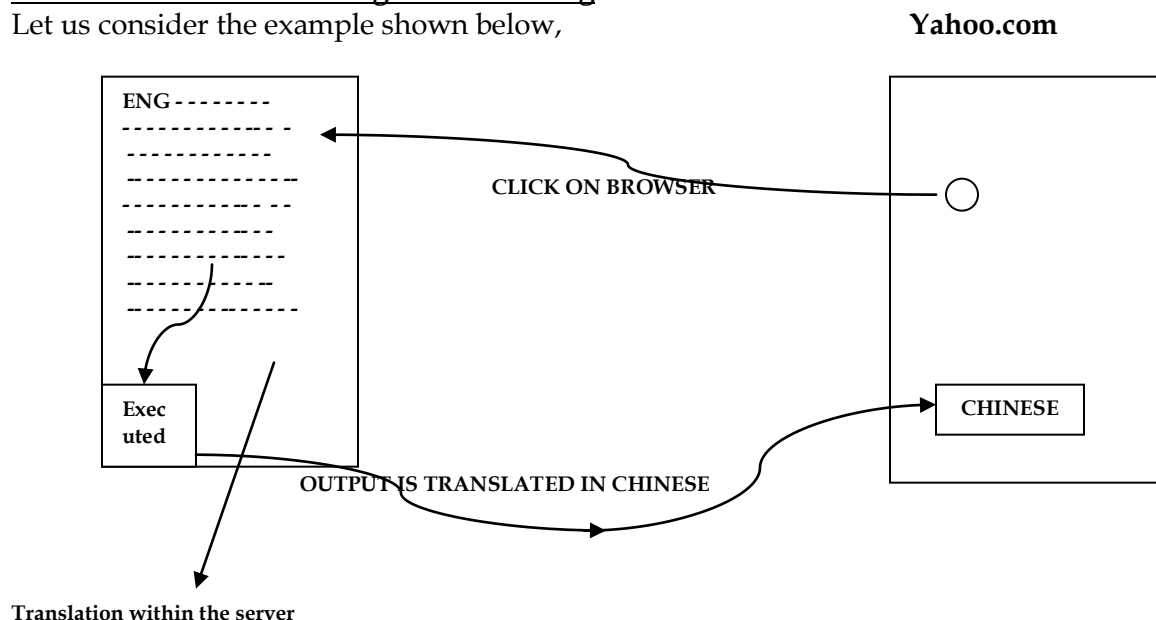 Let us consider the example shown below, Yahoo.com
ENG - - - - - - - -
CLICK ON BROWSER
Exec
uted
CHINESE
OUTPUT IS TRANSLATED IN CHINESE
Translation within the server